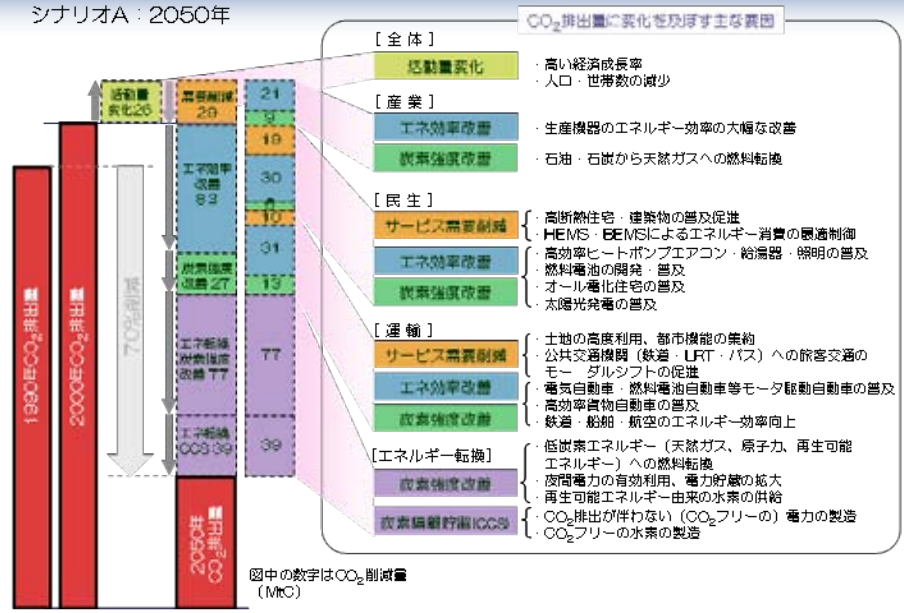 シナリオA:2050年
CO2排出量に変化を及ぼす主な要因
[全体]
活動量変化
・高い経済成長率
・人口・世帯数の減少
[産業]
エネ効率改善
・生産機器のエネルギー効率の大幅な改善
炭素強度改善
・石油・石炭から天然ガスへの燃料転換
[民生]
サービス需要削減
・高断熱住宅・建築物の普及促進
・HEMS・BEMSによるエネルギー消費の最適制御
エネ効率改善
・高効率ヒートポンプエアコン・給湯器・照明の普及
・燃料電池の開発・普及
炭素強度改善
・オール電化住宅の普及
・太陽光発電の普及
[運輸]
サービス需要削減
・土地の高度利用、都市機能の集約
・公共交通機関(鉄道・LRT・バス)への旅客交通の
モーダルシフトの促進
エネ効率改善
・電気自動車・燃料電池自動車等モータ駆動自動車の普及
・高効率貨物自動車の普及
炭素強度改善
・鉄道・船舶・航空のエネルギー効率向上
[エネルギー転換]
炭素強度改善
・低炭素エネルギー(天然ガス、原子力、再生可能
エネルギー)への燃料転換
・夜間電力の有効利用、電力貯蔵の拡大
・再生可能エネルギー由来の水素の供給
炭素隔離貯留(CCS)
・CO2排出が伴わない(CO2フリーの)電力の製造
・CO2フリーの水素の製造
活動量
変化26
需要削減
29
エネ効率
改善
83
炭素強度
改善27
エネ転換
炭素強度
改善77
エネ転換
CCS 39
2050年
CO2排出量
21
9
19
30
10
31
13
77
39
70%削減
1990年CO2排出量
2000年CO2排出量
図中の数字はCO2削減量
(MtC)